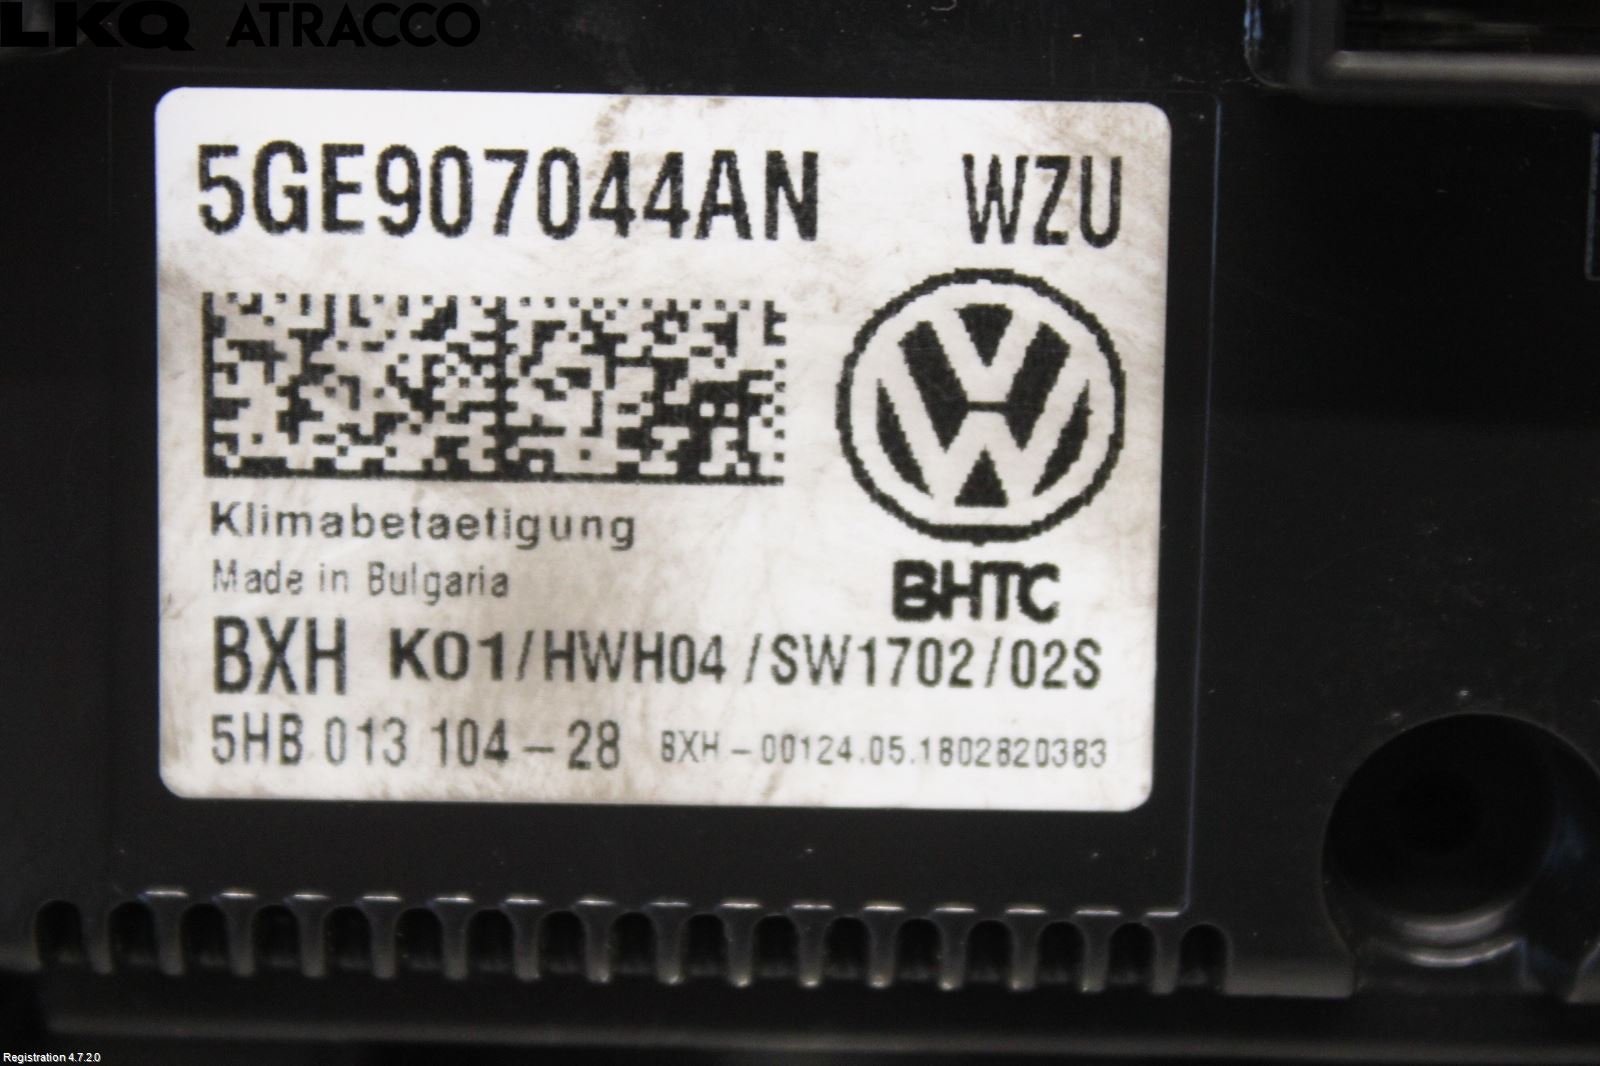 LKQ ATRACCO
5GE907044AN WZU
Klimabetaetigung
Made in Bulgaria
BHTC
BXH K01/HWH04/SW1702/02S
5HB 013 104-28 BXH-00124.05.1802820383
Registration 4.7.2.0